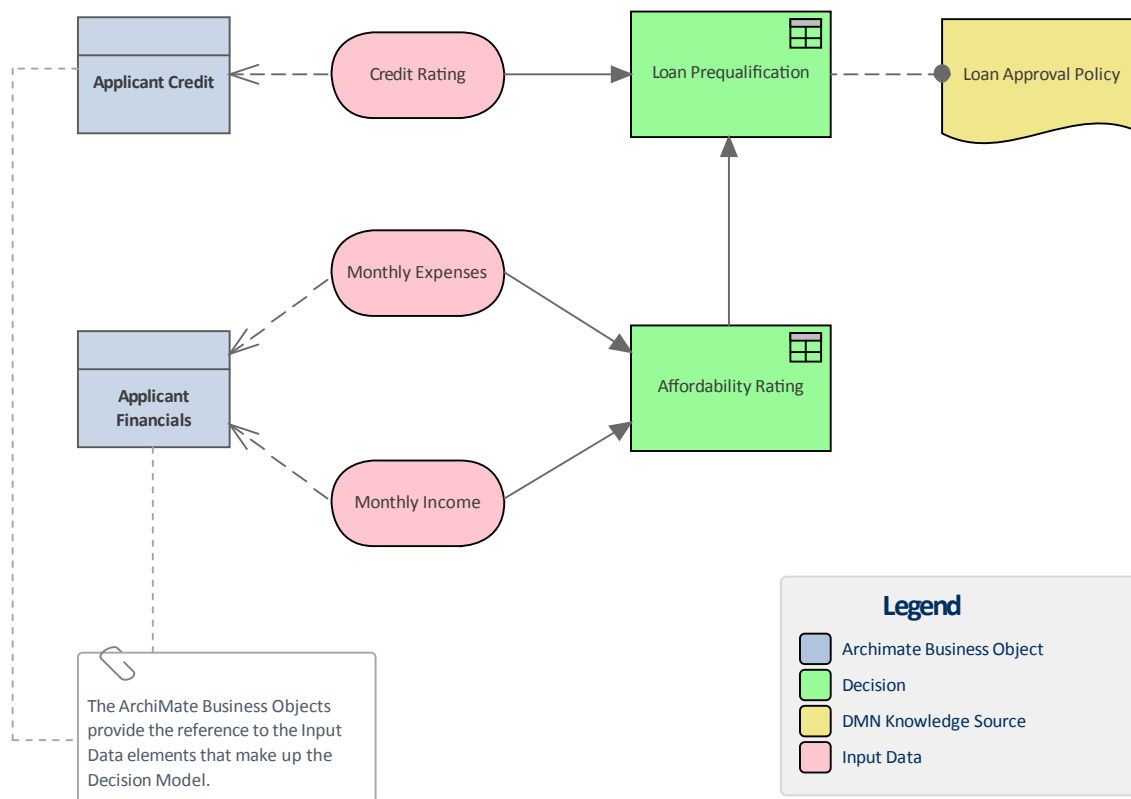 Applicant Credit
Credit Rating
Loan Prequalification
Loan Approval Policy
Monthly Expenses
Applicant
Financials
Affordability Rating
Monthly Income
The ArchiMate Business Objects
provide the reference to the Input
Data elements that make up the
Decision Model.
Legend
Archimate Business Object
Decision
DMN Knowledge Source
Input Data